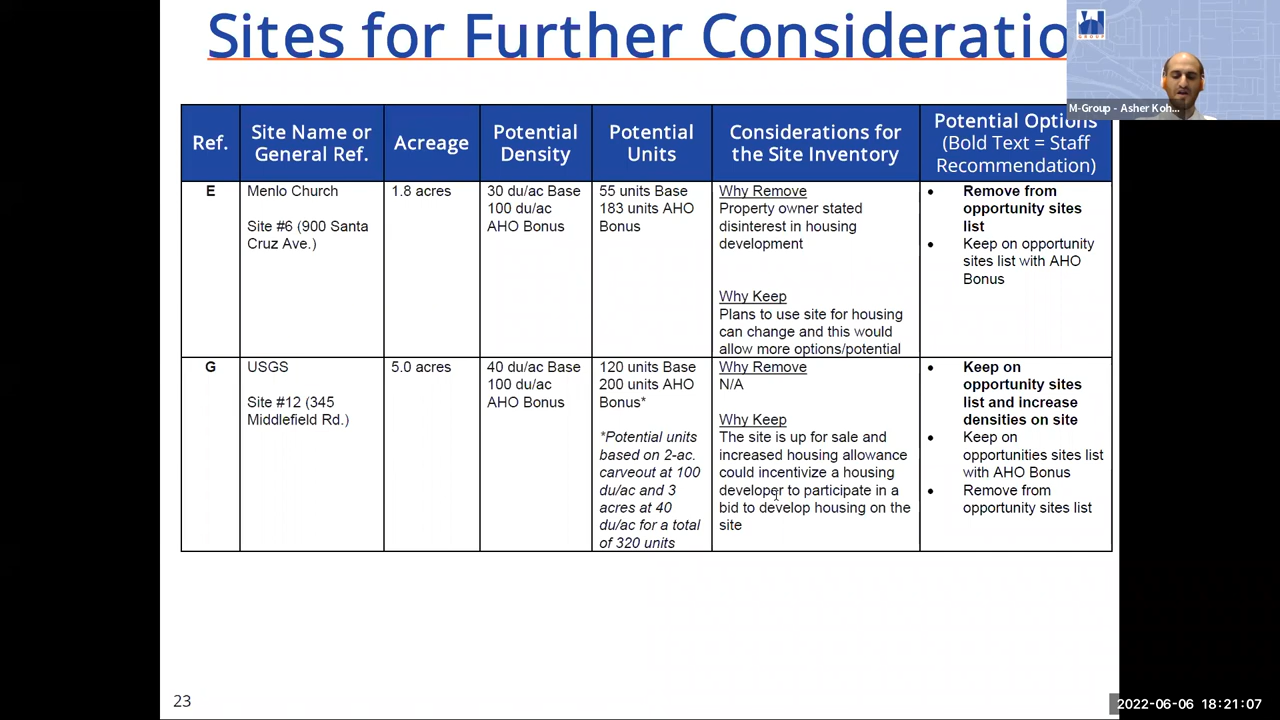 Sites for Further Consideratio
GROUP
M-Group - Asher Koh...
Ref.
Site Name or
General Ref.
Acreage
Potential
Density
Potential
Units
Considerations for
the Site Inventory
Potential Options
(Bold Text = Staff
Recommendation)
E
Menlo Church
Site #6 (900 Santa
Cruz Ave.)
1.8 acres
30 du/ac Base
100 du/ac
AHO Bonus
55 units Base
183 units AHO
Bonus
Why Remove
Property owner stated
disinterest in housing
development
Why Keep
Plans to use site for housing
can change and this would
allow more options/potential
• Remove from
opportunity sites
list
• Keep on opportunity
sites list with AHO
Bonus
G
USGS
Site #12 (345
Middlefield Rd.)
5.0 acres
40 du/ac Base
100 du/ac
AHO Bonus
120 units Base
200 units AHO
Bonus*
*Potential units
based on 2-ac.
carveout at 100
du/ac and 3
acres at 40
du/ac for a total
of 320 units
Why Remove
N/A
Why Keep
The site is up for sale and
increased housing allowance
could incentivize a housing
developer to participate in a
bid to develop housing on the
site
• Keep on
opportunity sites
list and increase
densities on site
• Keep on
opportunities sites list
with AHO Bonus
• Remove from
opportunity sites list
23
2022-06-06 18:21:07